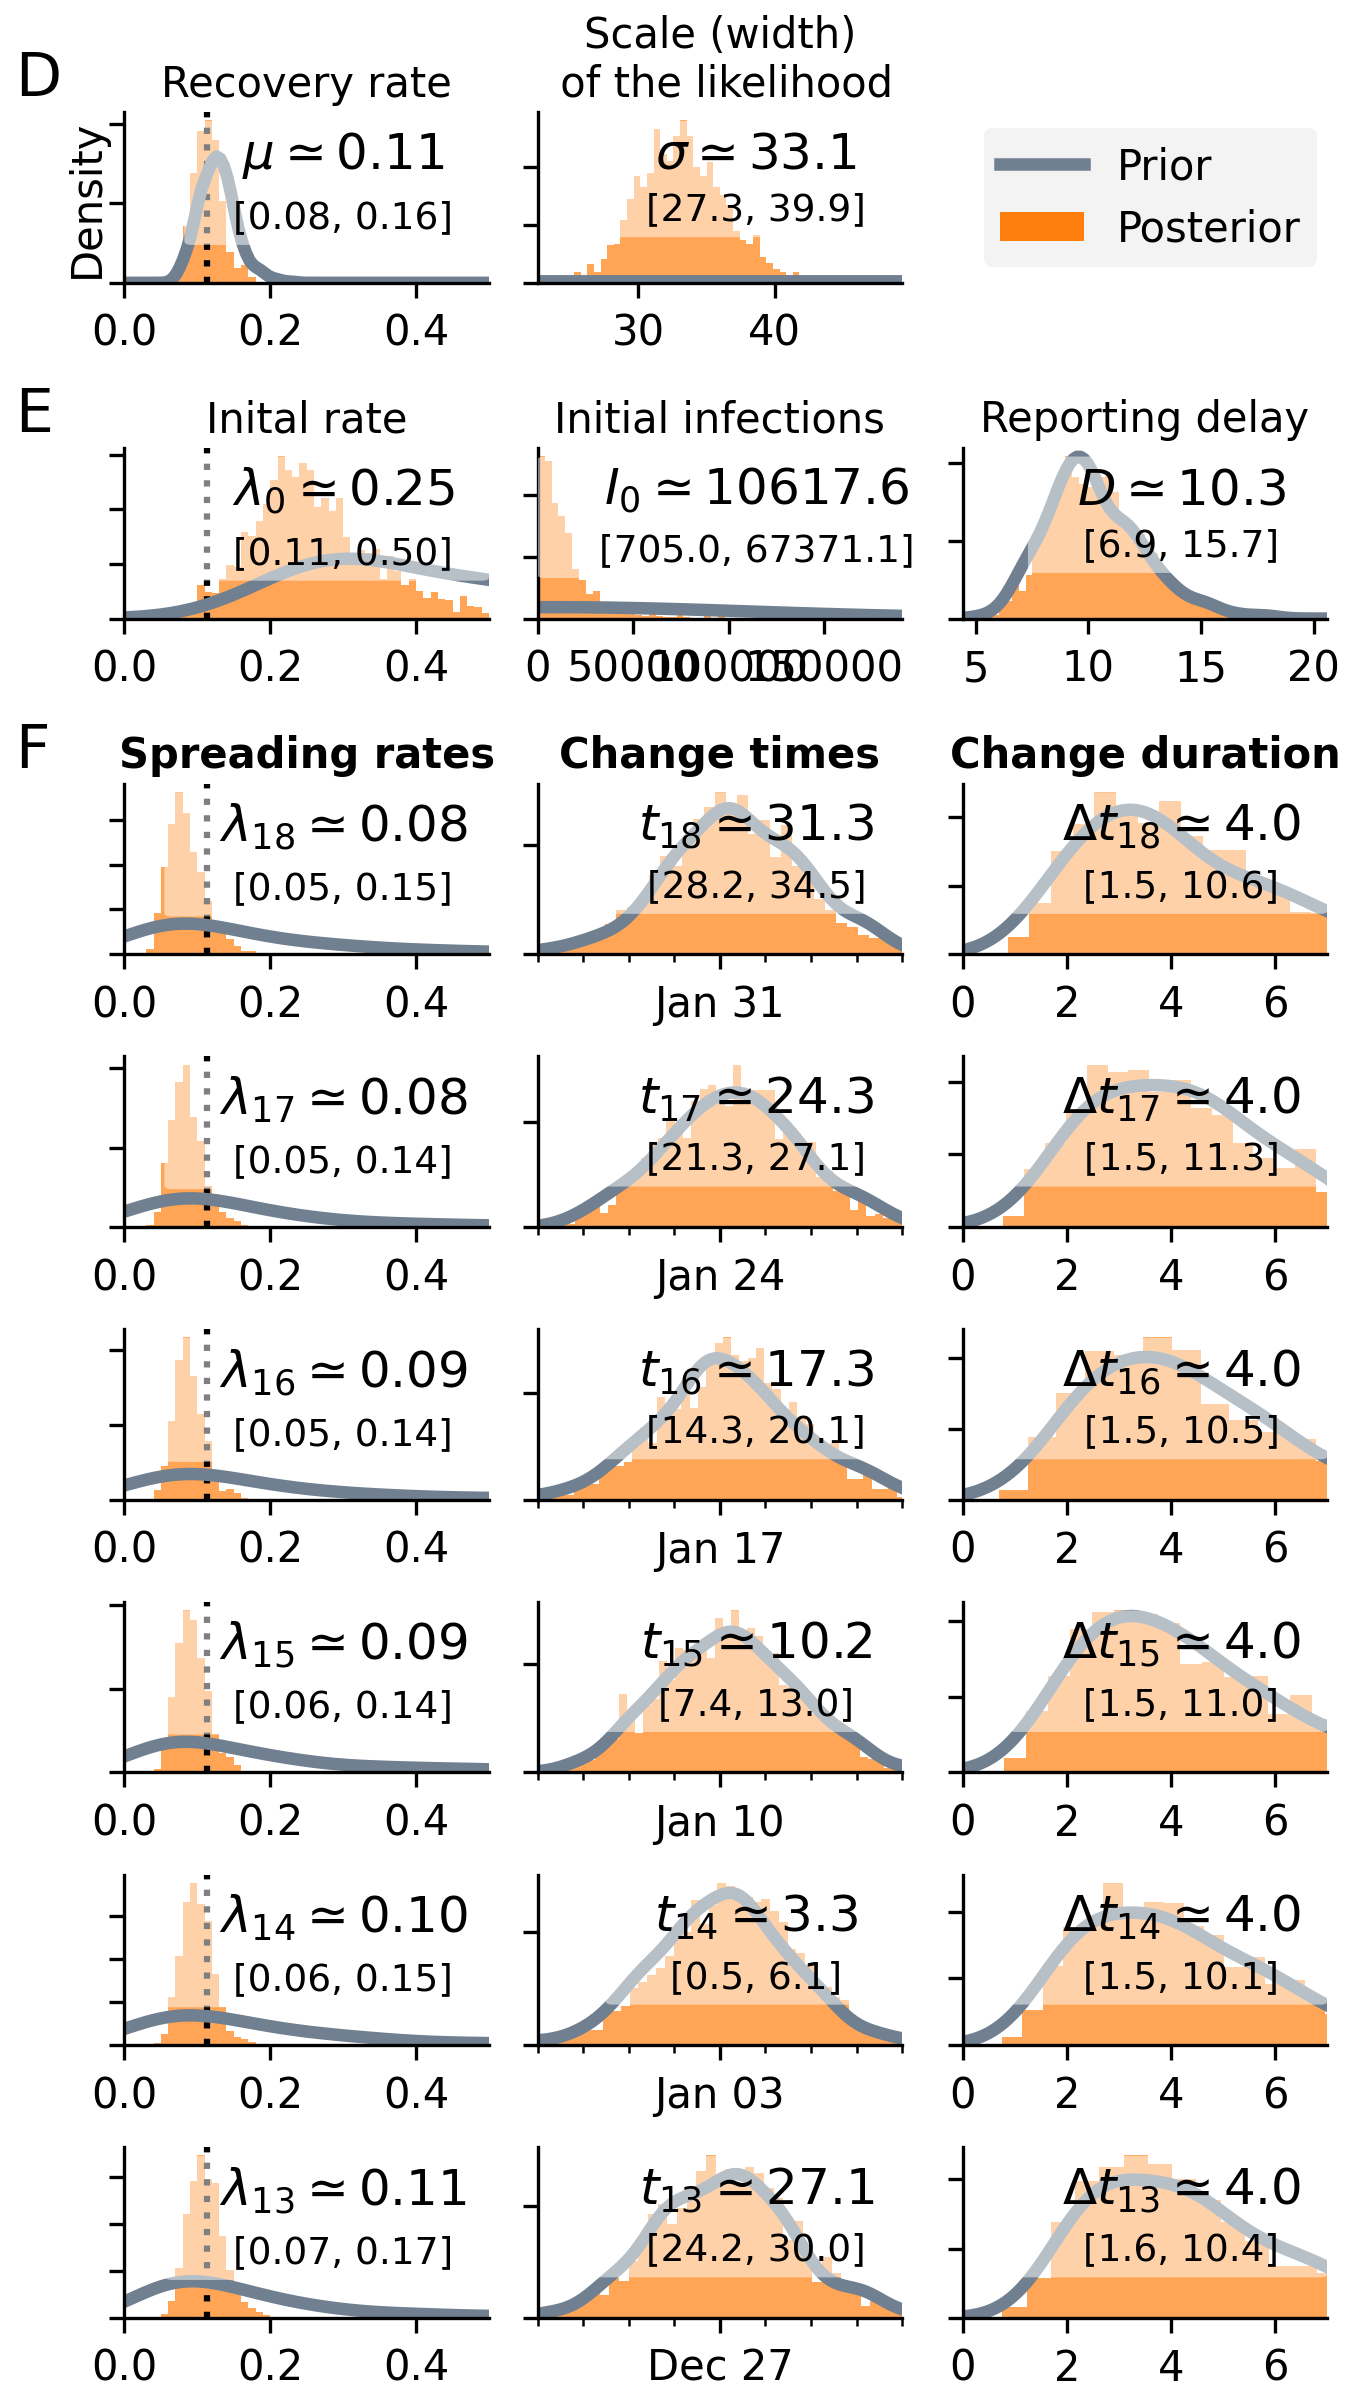 D
Recovery rate
Scale (width)
of the likelihood
Density
μ ≃ 0.11
[0.08, 0.16]
0.0 0.2 0.4
σ ≃ 33.1
[27.3, 39.9]
30 40
Prior
Posterior
E
Inital rate
λ0 ≃ 0.25
[0.11, 0.50]
0.0 0.2 0.4
Initial infections
I0 ≃ 10617.6
[705.0, 67371.1]
0 50000 100000 150000
Reporting delay
D ≃ 10.3
[6.9, 15.7]
5 10 15 20
F
Spreading rates
Change times
Change duration
λ18 ≃ 0.08
[0.05, 0.15]
0.0 0.2 0.4
t18 ≃ 31.3
[28.2, 34.5]
Jan 31
Δt18 ≃ 4.0
[1.5, 10.6]
0 2 4 6
λ17 ≃ 0.08
[0.05, 0.14]
0.0 0.2 0.4
t17 ≃ 24.3
[21.3, 27.1]
Jan 24
Δt17 ≃ 4.0
[1.5, 11.3]
0 2 4 6
λ16 ≃ 0.09
[0.05, 0.14]
0.0 0.2 0.4
t16 ≃ 17.3
[14.3, 20.1]
Jan 17
Δt16 ≃ 4.0
[1.5, 10.5]
0 2 4 6
λ15 ≃ 0.09
[0.06, 0.14]
0.0 0.2 0.4
t15 ≃ 10.2
[7.4, 13.0]
Jan 10
Δt15 ≃ 4.0
[1.5, 11.0]
0 2 4 6
λ14 ≃ 0.10
[0.06, 0.15]
0.0 0.2 0.4
t14 ≃ 3.3
[0.5, 6.1]
Jan 03
Δt14 ≃ 4.0
[1.5, 10.1]
0 2 4 6
λ13 ≃ 0.11
[0.07, 0.17]
0.0 0.2 0.4
t13 ≃ 27.1
[24.2, 30.0]
Dec 27
Δt13 ≃ 4.0
[1.6, 10.4]
0 2 4 6